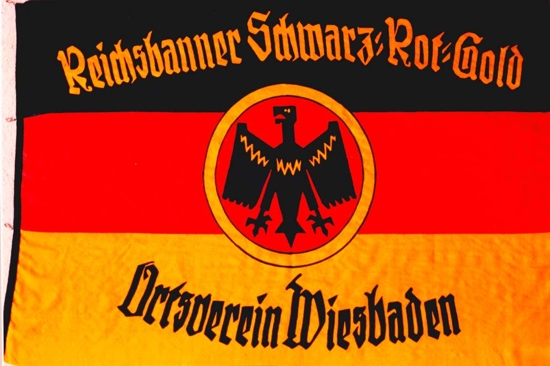 Reichsbanner Schwarz-Rot-Gold
Ortsverein Wiesbaden